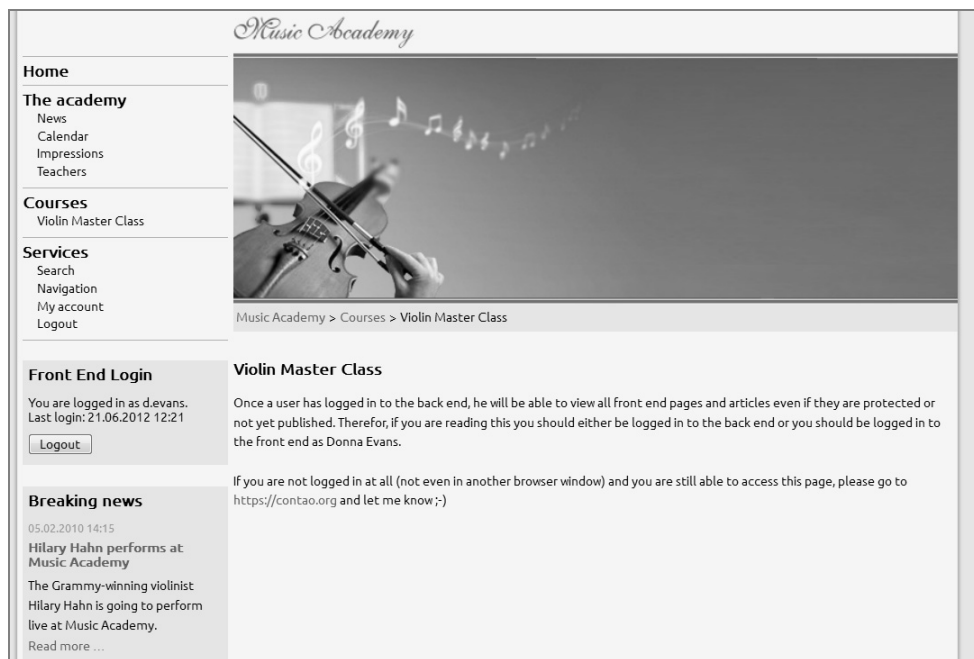 Music Academy
Home
The academy
News
Calendar
Impressions
Teachers
Courses
Violin Master Class
Services
Search
Navigation
My account
Logout
Front End Login
You are logged in as d.evans.
Last login: 21.06.2012 12:21
Logout
Breaking news
05.02.2010 14:15
Hilary Hahn performs at
Music Academy
The Grammy-winning violinist
Hilary Hahn is going to perform
live at Music Academy.
Read more …
Music Academy > Courses > Violin Master Class
Violin Master Class
Once a user has logged in to the back end, he will be able to view all front end pages and articles even if they are protected or
not yet published. Therefor, if you are reading this you should either be logged in to the back end or you should be logged in to
the front end as Donna Evans.
If you are not logged in at all (not even in another browser window) and you are still able to access this page, please go to
https://contao.org and let me know ;-)